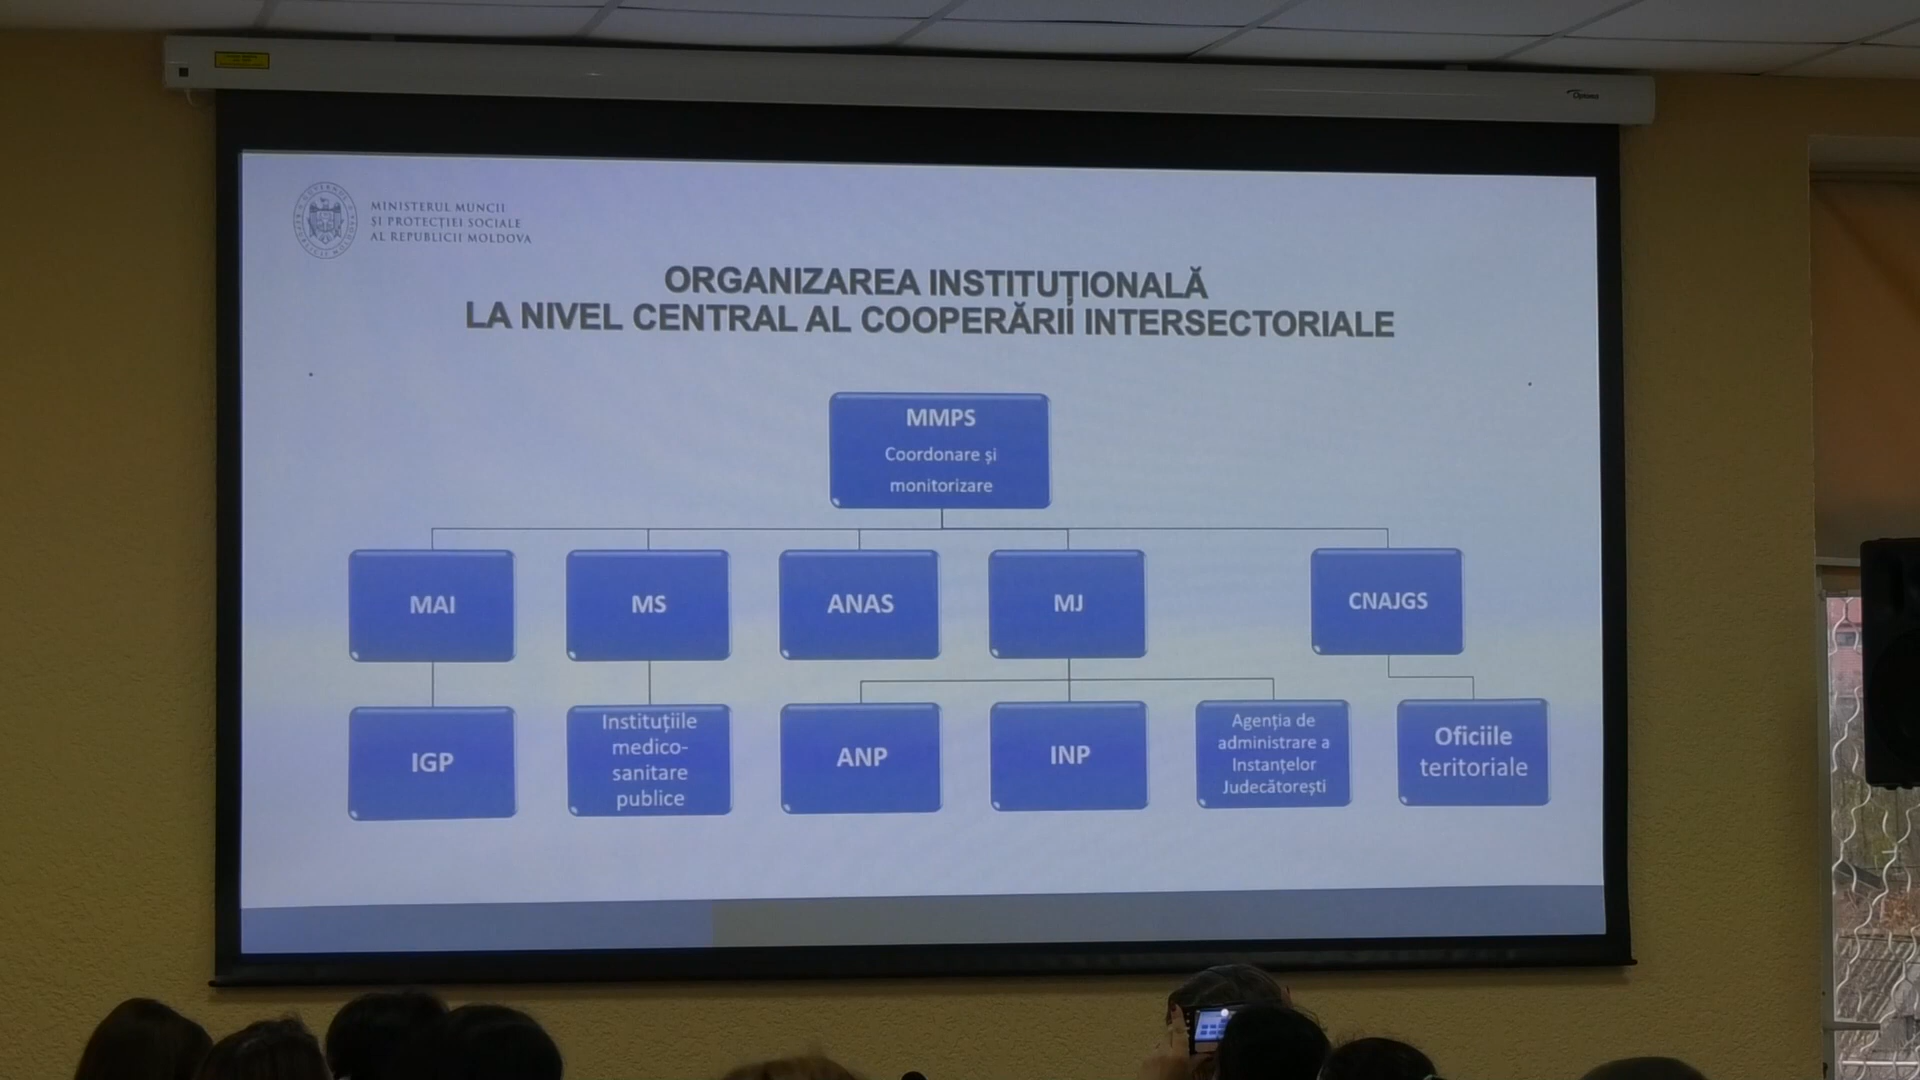 MINISTERUL MUNCII
ȘI PROTECȚIEI SOCIALE
AL REPUBLICII MOLDOVA
ORGANIZAREA INSTITUȚIONALĂ
LA NIVEL CENTRAL AL COOPERĂRII INTERSECTORIALE
MMPS
Coordonare și
monitorizare
MAI
MS
ANAS
MJ
CNAJGS
IGP
Instituțiile
medico-
sanitare
publice
ANP
INP
Agenția de
administrare a
Instanțelor
Judecătorești
Oficiile
teritoriale
Optoma